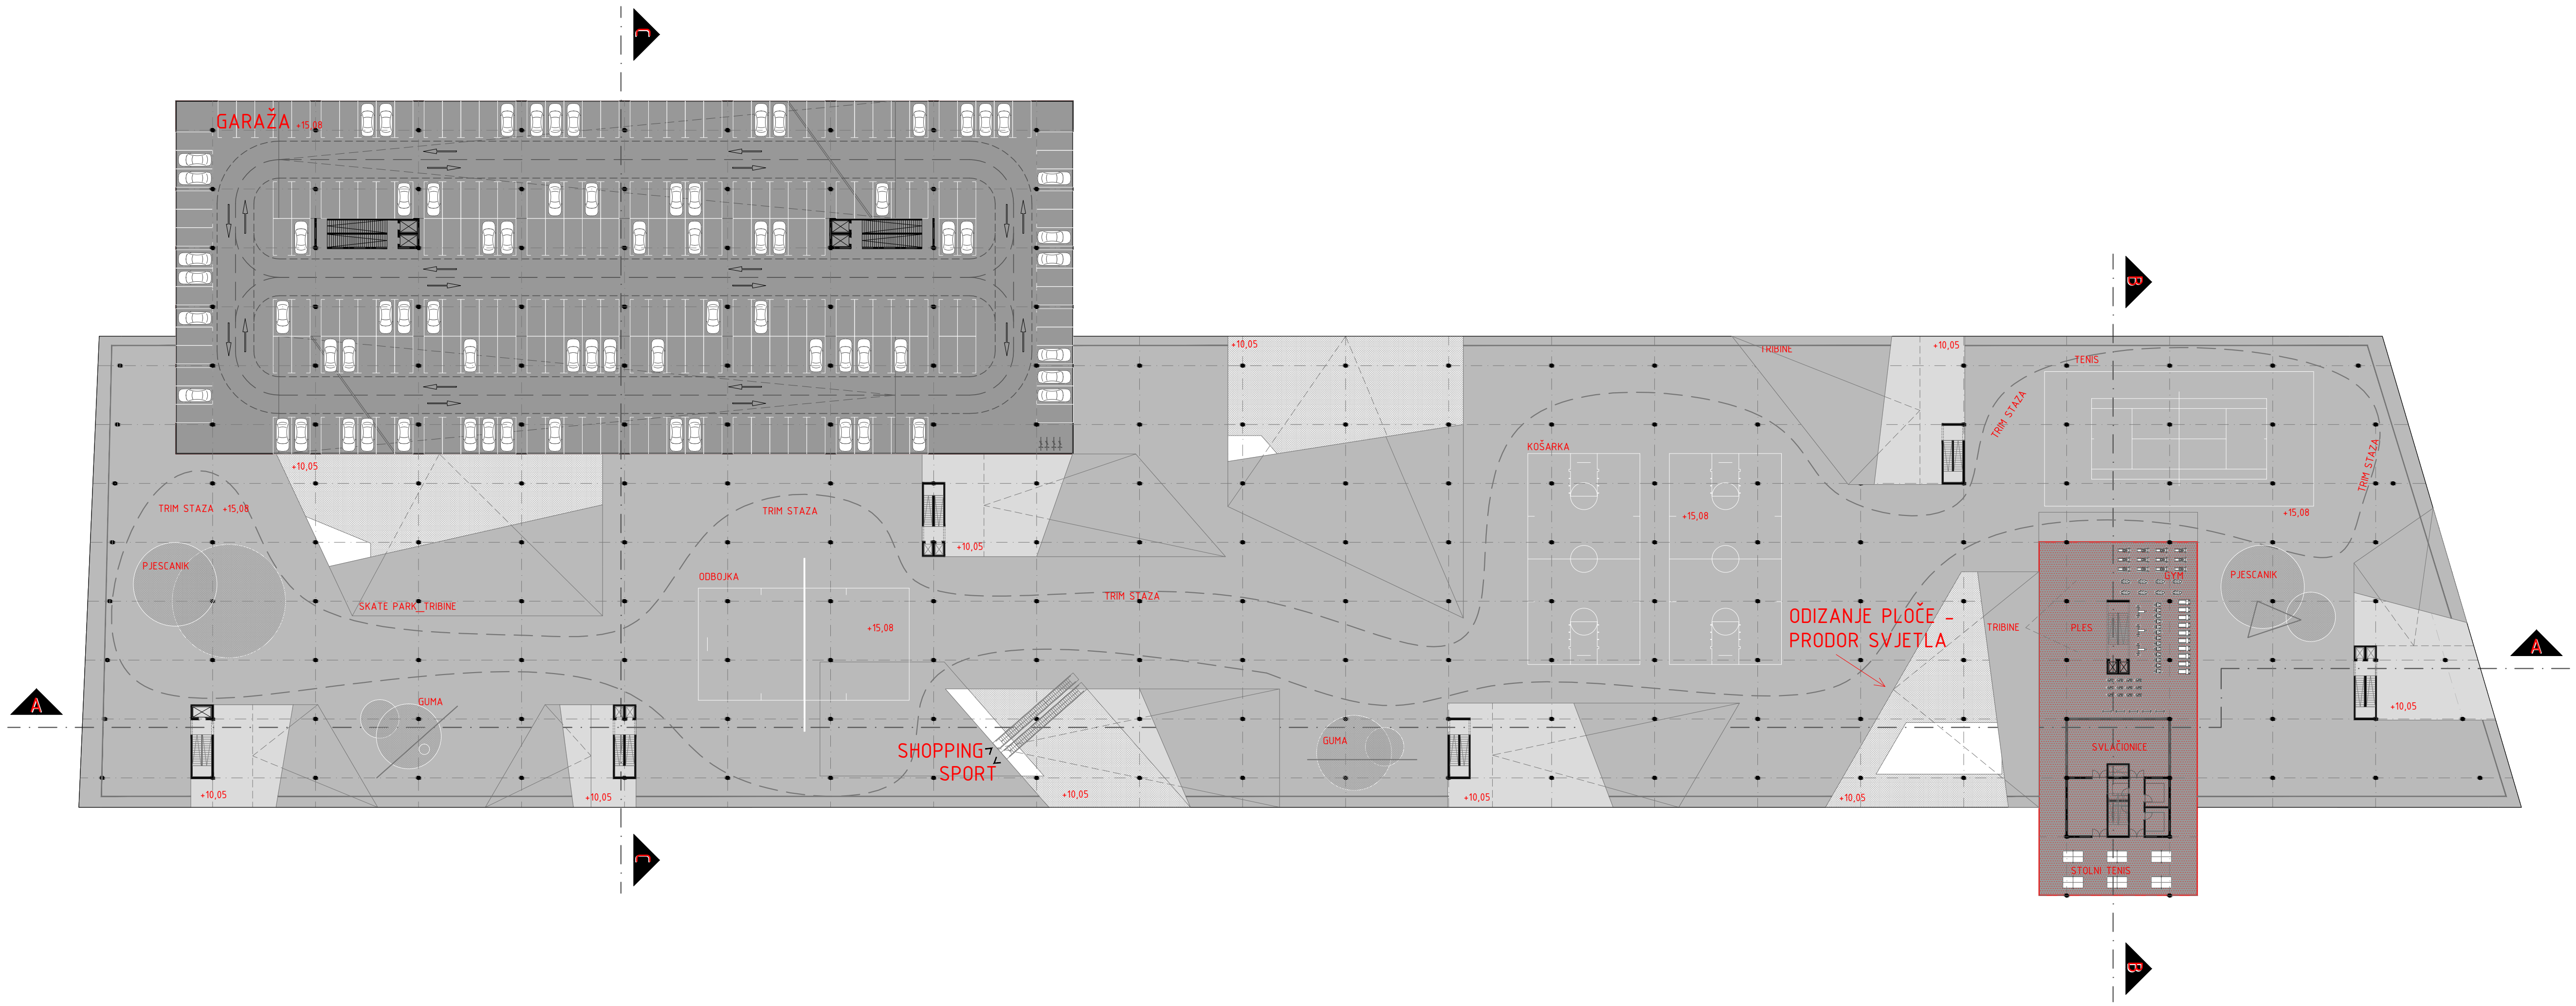 C
GARAŽA +15,08
B
+10,05
TRIBINE
+10,05
TENIS
TRIM STAZA
KOŠARKA
TRIM STAZA
+10,05
TRIM STAZA +15,08
TRIM STAZA
+15,08
+15,08
+10,05
PJESCANIK
ODBOJKA
GYM
PJESCANIK
SKATE PARK_TRIBINE
TRIM STAZA
+15,08
ODIZANJE PLOČE -
PRODOR SVJETLA
TRIBINE
PLES
A
A
GUMA
+10,05
SHOPPING
SPORT
GUMA
SVLAČIONICE
+10,05
+10,05
+10,05
+10,05
+10,05
C
STOLNI TENIS
B